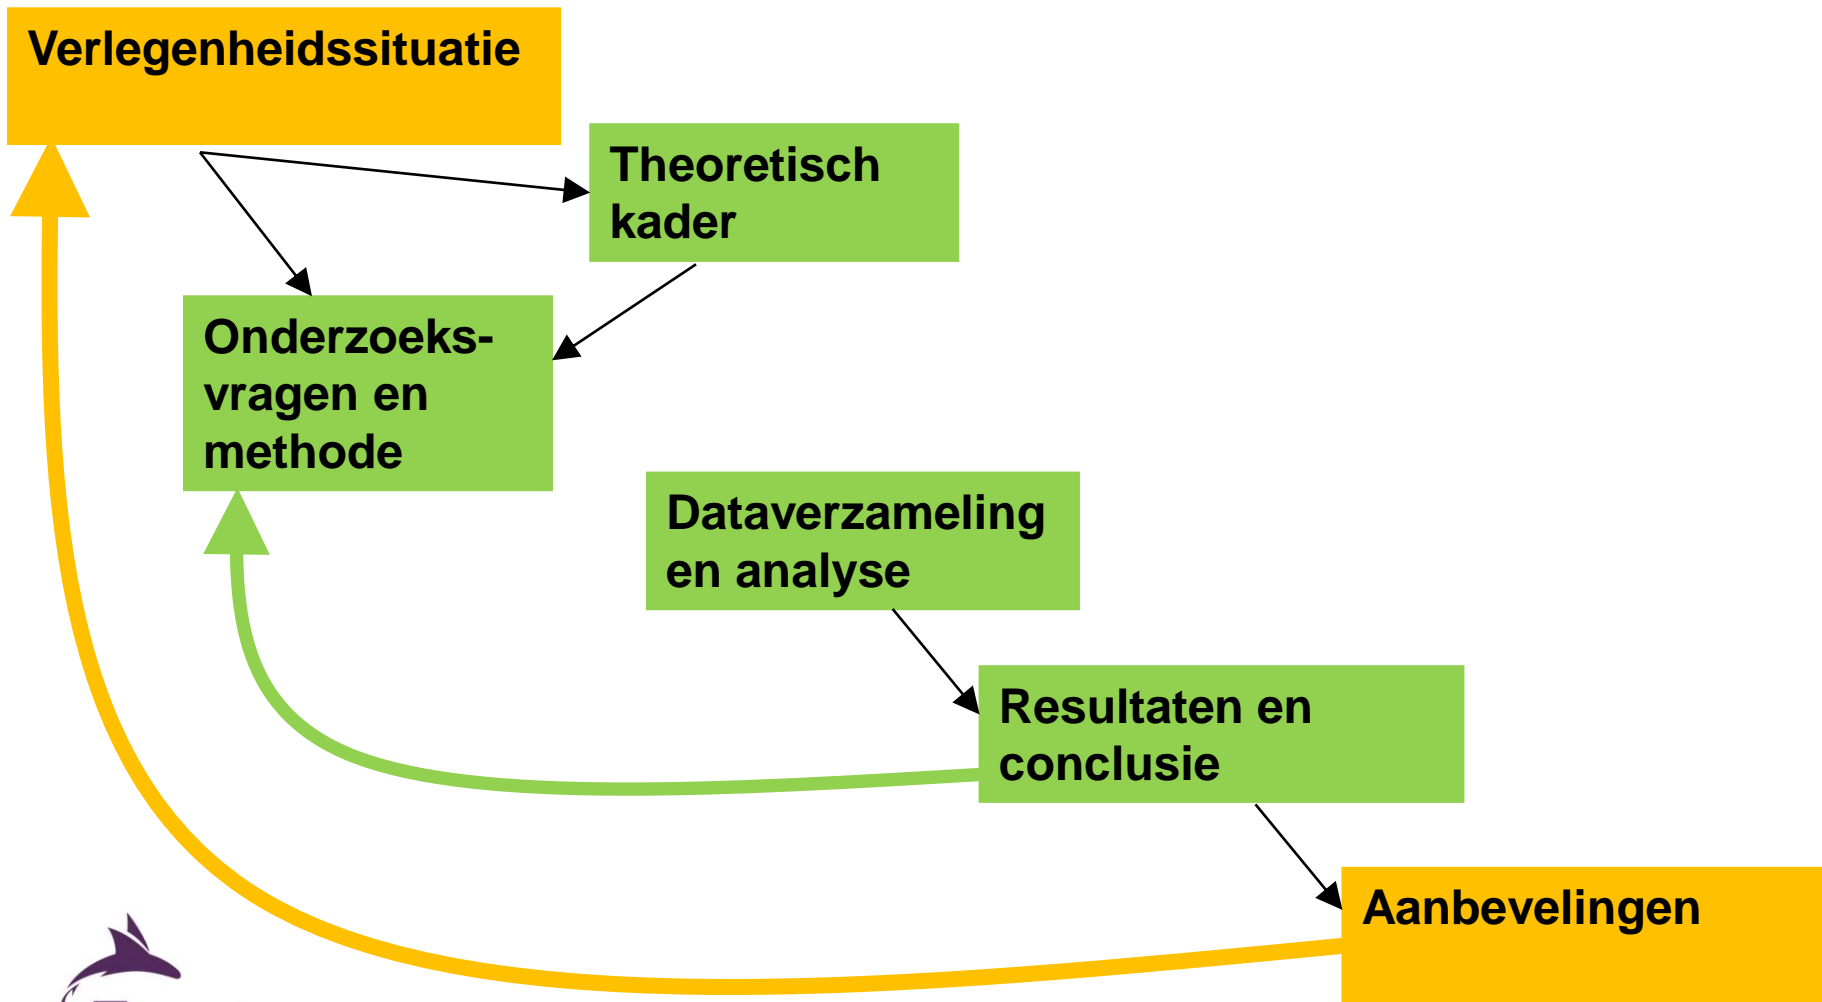 Verlegenheidssituatie
Theoretisch
kader
Onderzoeks-
vragen en
methode
Dataverzameling
en analyse
Resultaten en
conclusie
Aanbevelingen